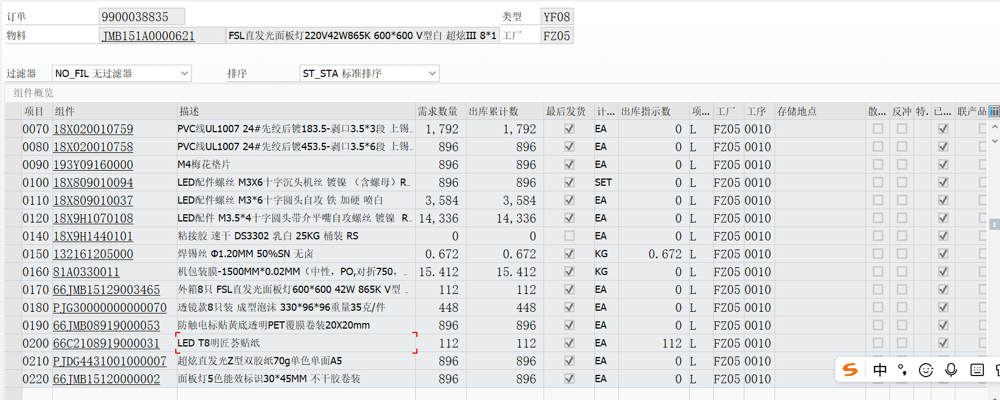 订单 9900038835 类型 YF08
物料 JMB151A0000621 FSL直发光面板灯220V42W865K 600*600 V型白 超炫III 8*1 工厂 FZ05
过滤器 NO_FIL 无过滤器 排序 ST_STA 标准排序
组件概览
项目 组件 描述 需求数量 出库累计数 最后发货 计... 出库指示数 项... 工厂 工序 存储地点 散... 反冲 特. 已... 联产品
0070 18X020010759 PVC线UL1007 24#先绞后镀183.5-剥口3.5*3段 上锡... 1,792 1,792 EA 0 L FZ05 0010
0080 18X020010758 PVC线UL1007 24#先绞后镀453.5-剥口3.5*6段 上锡... 896 896 EA 0 L FZ05 0010
0090 193Y09160000 M4梅花垫片 896 896 EA 0 L FZ05 0010
0100 18X809010094 LED配件螺丝 M3X6十字沉头机丝 镀镍 （含螺母）R... 896 896 SET 0 L FZ05 0010
0110 18X809010037 LED配件螺丝 M3*6十字圆头自攻 铁 加硬 喷白 3,584 3,584 EA 0 L FZ05 0010
0120 18X9H1070108 LED配件 M3.5*4十字圆头带介平嘴自攻螺丝 镀镍 R... 14,336 14,336 EA 0 L FZ05 0010
0140 18X9H1440101 粘接胶 速干 DS3302 乳白 25KG 桶装 RS 0 0 EA 0 L FZ05 0010
0150 132161205000 焊锡丝 Φ1.20MM 50%SN 无卤 0.672 0.672 KG 0.672 L FZ05 0010
0160 81A0330011 机包装膜-1500MM*0.02MM（中性，PO,对折750，... 15.412 15.412 KG 0 L FZ05 0010
0170 66JMB15129003465 外箱8只 FSL直发光面板灯600*600 42W 865K V型 ... 112 112 EA 0 L FZ05 0010
0180 PJG30000000000070 透镜款8只装 成型泡沫 330*96*96重量35克/件 448 448 EA 0 L FZ05 0010
0190 66JMB08919000053 防触电标贴黄底透明PET覆膜卷装20X20mm 896 896 EA 0 L FZ05 0010
0200 66C2108919000031 LED T8明匠荟贴纸 112 112 EA 112 L FZ05 0010
0210 PJDG4431001000007 超炫直发光Z型双胶纸70g单色单面A5 896 896 EA 0 L FZ05 0010
0220 66JMB15120000002 面板灯5色能效标识30*45MM 不干胶卷装 896 896 EA 0 L FZ05 0010
中